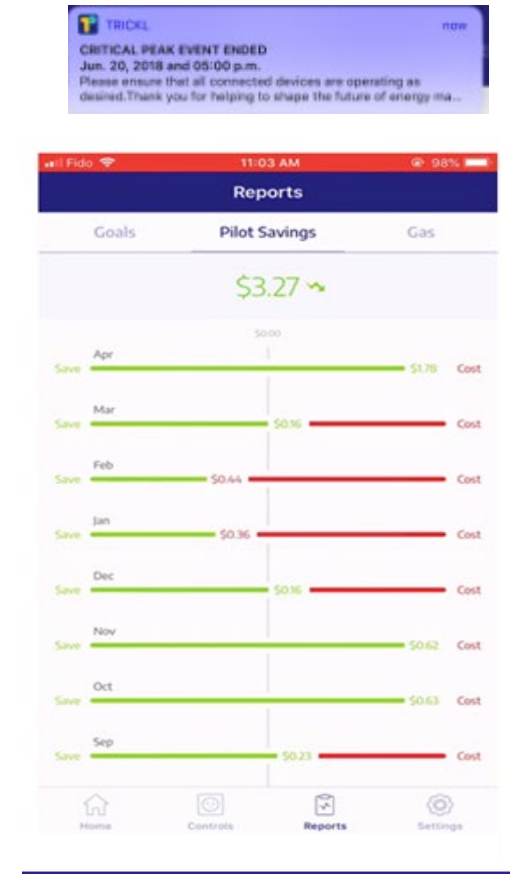 TRICKL now
CRITICAL PEAK EVENT ENDED
Jun. 20, 2018 and 05:00 p.m.
Please ensure that all connected devices are operating as
desired.Thank you for helping to shape the future of energy ma...
Fido 11:03 AM 98%
Reports
Goals Pilot Savings Gas
$3.27
$0.00
Apr
Save $1.78 Cost
Mar
Save $0.16 Cost
Feb
Save $0.44 Cost
Jan
Save $0.36 Cost
Dec
Save $0.16 Cost
Nov
Save $0.62 Cost
Oct
Save $0.63 Cost
Sep
Save $0.23 Cost
Home Controls Reports Settings